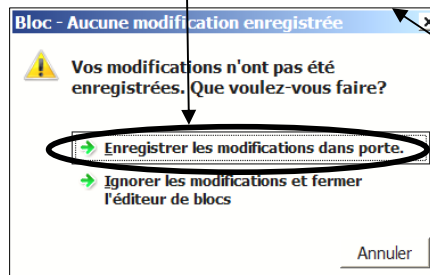 Bloc - Aucune modification enregistrée
Vos modifications n'ont pas été
enregistrées. Que voulez-vous faire?
Enregistrer les modifications dans porte.
Ignorer les modifications et fermer
l'éditeur de blocs
Annuler